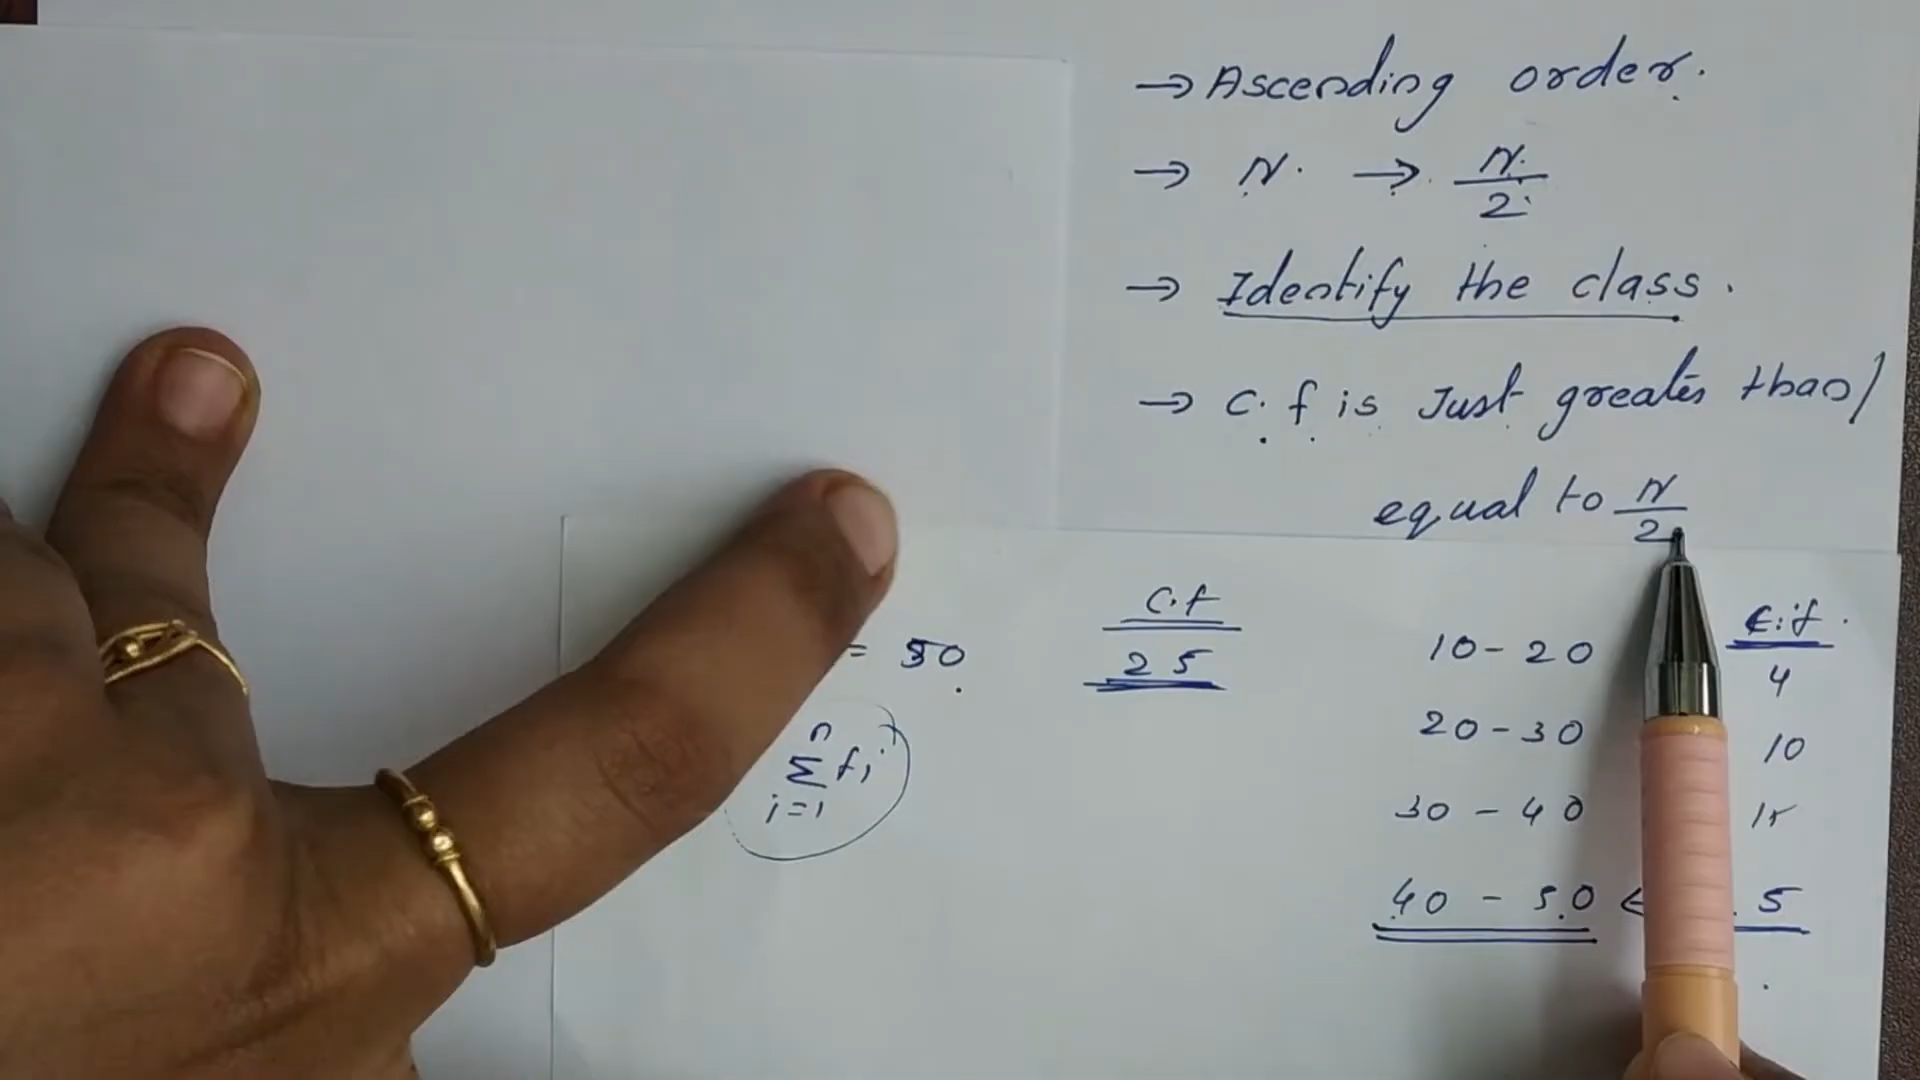 → Ascending order.
→ N. → N/2
→ Identify the class.
→ C.f is Just greater than/
equal to N/2
= 50
C.f
25
n
Σ fi
i=1
C.f.
10-20 4
20-30 10
30-40 15
40-50 ← 5